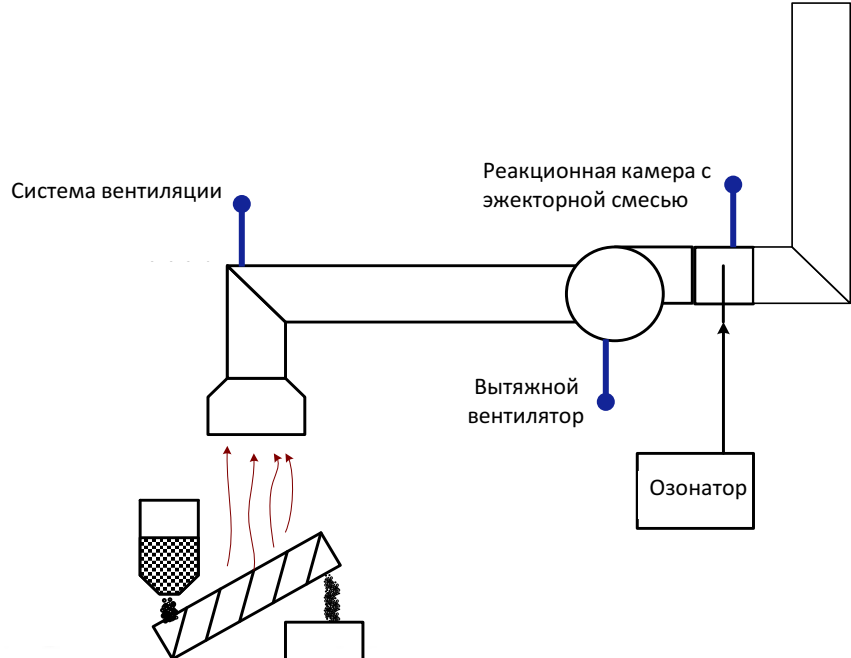 Система вентиляции
Реакционная камера с
эжекторной смесью
Вытяжной
вентилятор
Озонатор